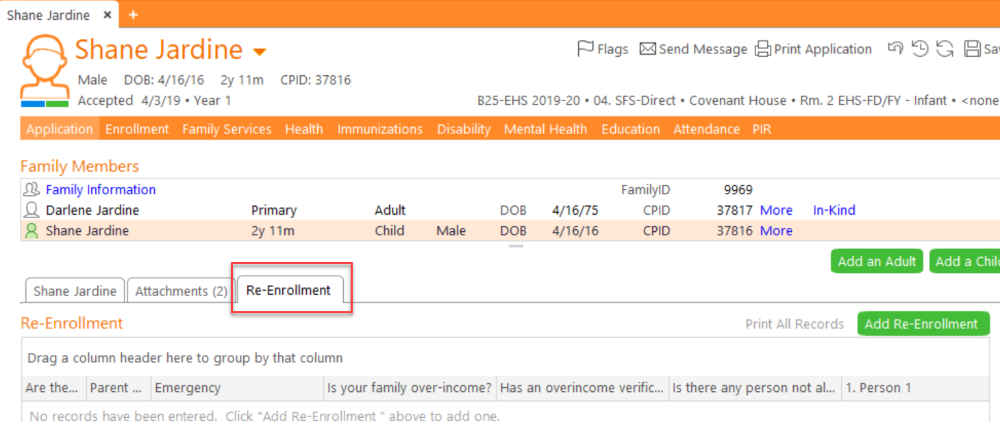 Shane Jardine × +
Shane Jardine
Flags Send Message Print Application
Male DOB: 4/16/16 2y 11m CPID: 37816
Accepted 4/3/19 • Year 1 B25-EHS 2019-20 • 04. SFS-Direct • Covenant House • Rm. 2 EHS-FD/FY - Infant • <none
Application Enrollment Family Services Health Immunizations Disability Mental Health Education Attendance PIR
Family Members
Family Information FamilyID 9969
Darlene Jardine Primary Adult DOB 4/16/75 CPID 37817 More In-Kind
Shane Jardine 2y 11m Child Male DOB 4/16/16 CPID 37816 More
Add an Adult Add a Chil
Shane Jardine Attachments (2) Re-Enrollment
Re-Enrollment Print All Records Add Re-Enrollment
Drag a column header here to group by that column
Are the... Parent ... Emergency Is your family over-income? Has an overincome verific... Is there any person not al... 1. Person 1
No records have been entered. Click "Add Re-Enrollment " above to add one.